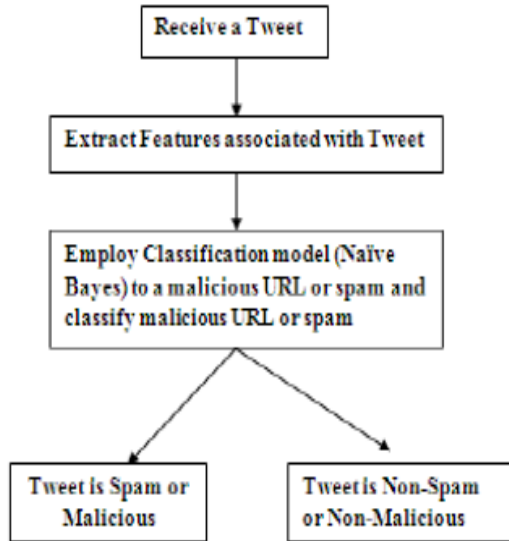 Receive a Tweet
Extract Features associated with Tweet
Employ Classification model (Naïve
Bayes) to a malicious URL or spam and
classify malicious URL or spam
Tweet is Spam or
Malicious
Tweet is Non-Spam
or Non-Malicious